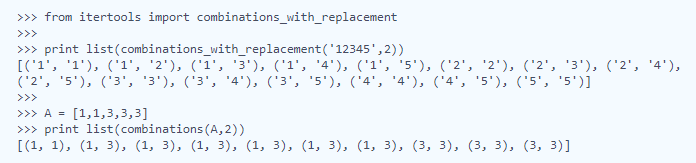 >>> from itertools import combinations_with_replacement
>>>
>>> print list(combinations_with_replacement('12345',2))
[('1', '1'), ('1', '2'), ('1', '3'), ('1', '4'), ('1', '5'), ('2', '2'), ('2', '3'), ('2', '4'),
('2', '5'), ('3', '3'), ('3', '4'), ('3', '5'), ('4', '4'), ('4', '5'), ('5', '5')]
>>>
>>> A = [1,1,3,3,3]
>>> print list(combinations(A,2))
[(1, 1), (1, 3), (1, 3), (1, 3), (1, 3), (1, 3), (1, 3), (3, 3), (3, 3), (3, 3)]